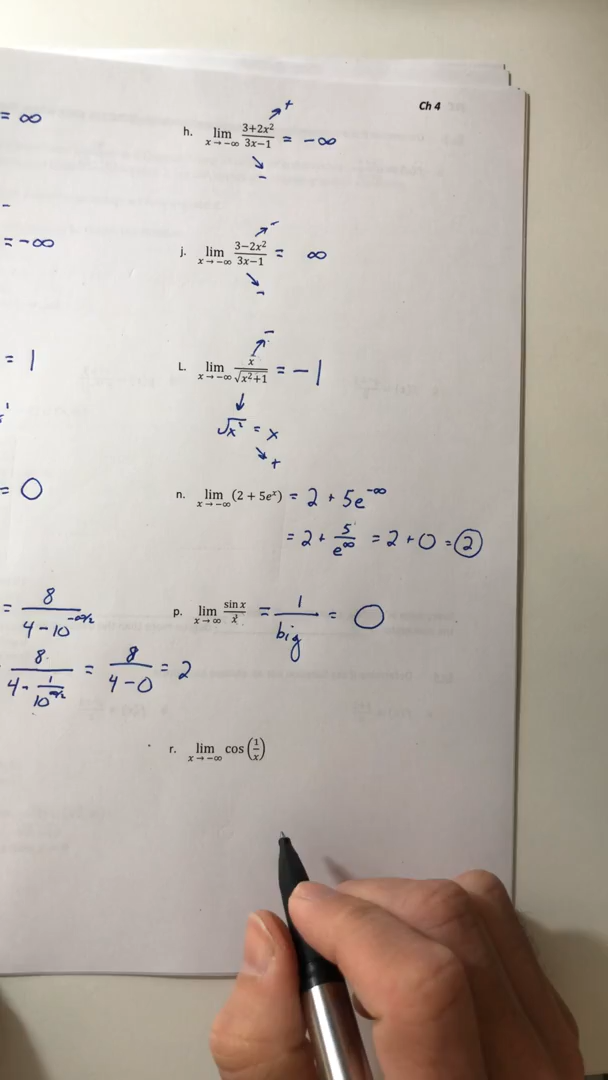 Ch 4
= ∞
h. lim x→−∞ (3+2x²)/(3x−1) = −∞
+
−
−
= −∞
j. lim x→−∞ (3−2x²)/(3x−1) = ∞
−
−
= 1
L. lim x→−∞ x/√(x²+1) = −1
−
√x² = x
+
= 0
n. lim x→−∞ (2 + 5eˣ) = 2 + 5e^−∞
= 2 + 5/e^∞ = 2 + 0 = 2
p. lim x→∞ sin x / x = 1/big = 0
= 8/(4 − 10^−∞/2)
8/(4 − 1/10^∞/2) = 8/(4−0) = 2
r. lim x→−∞ cos (1/x)